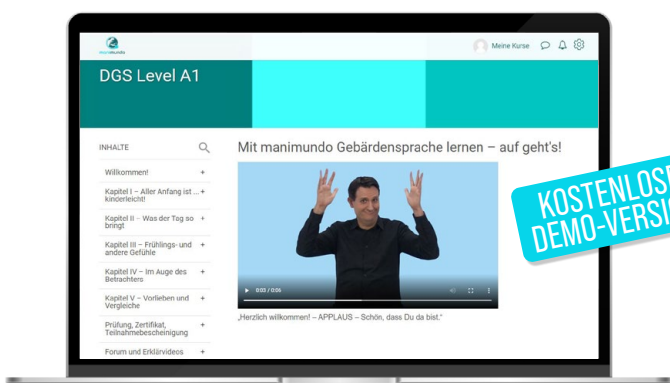 manimundo
Meine Kurse
DGS Level A1
INHALTE
Mit manimundo Gebärdensprache lernen – auf geht's!
Willkommen! +
Kapitel I – Aller Anfang ist ... +
kinderleicht!
Kapitel II – Was der Tag so +
bringt
Kapitel III – Frühlings- und +
andere Gefühle
Kapitel IV – Im Auge des +
Betrachters
Kapitel V – Vorlieben und +
Vergleiche
Prüfung, Zertifikat, +
Teilnahmebescheinigung
Forum und Erklärvideos +
0:03 / 0:06
„Herzlich willkommen! – APPLAUS – Schön, dass Du da bist.“
KOSTENLOSE
DEMO-VERSI